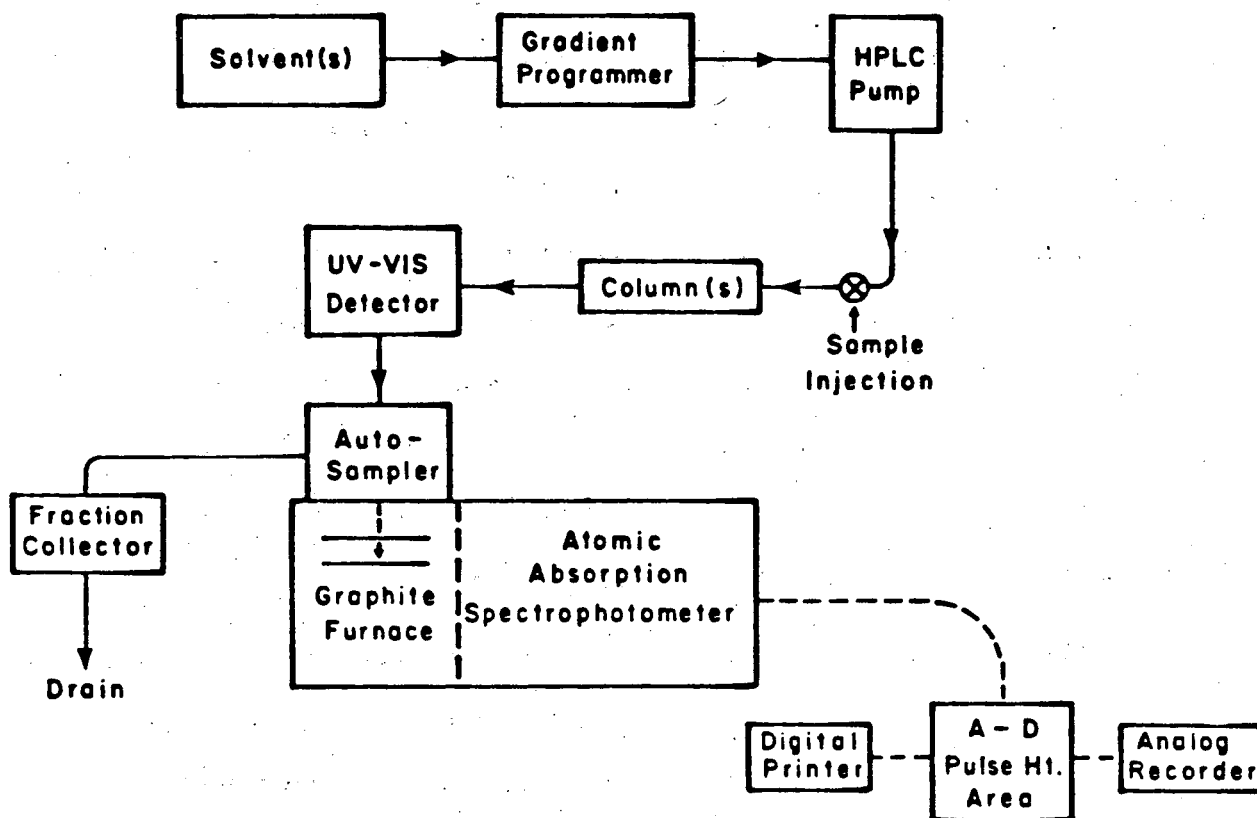 Solvent(s)
Gradient
Programmer
HPLC
Pump
UV-VIS
Detector
Column(s)
Sample
Injection
Auto-
Sampler
Fraction
Collector
Drain
Graphite
Furnace
Atomic
Absorption
Spectrophotometer
Digital
Printer
A-D
Pulse Ht.
Area
Analog
Recorder